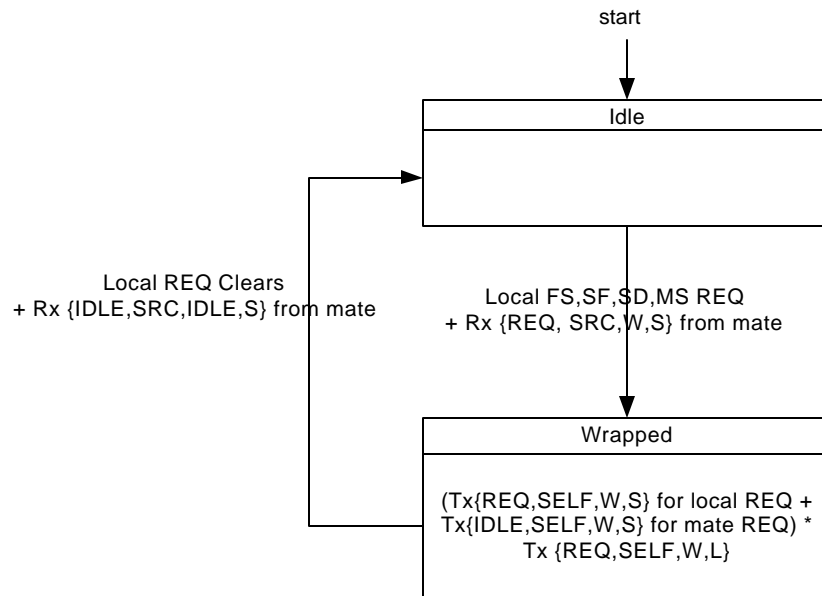 start
Idle
Local REQ Clears
+ Rx {IDLE,SRC,IDLE,S} from mate
Local FS,SF,SD,MS REQ
+ Rx {REQ, SRC,W,S} from mate
Wrapped
(Tx{REQ,SELF,W,S} for local REQ +
Tx{IDLE,SELF,W,S} for mate REQ) *
Tx {REQ,SELF,W,L}